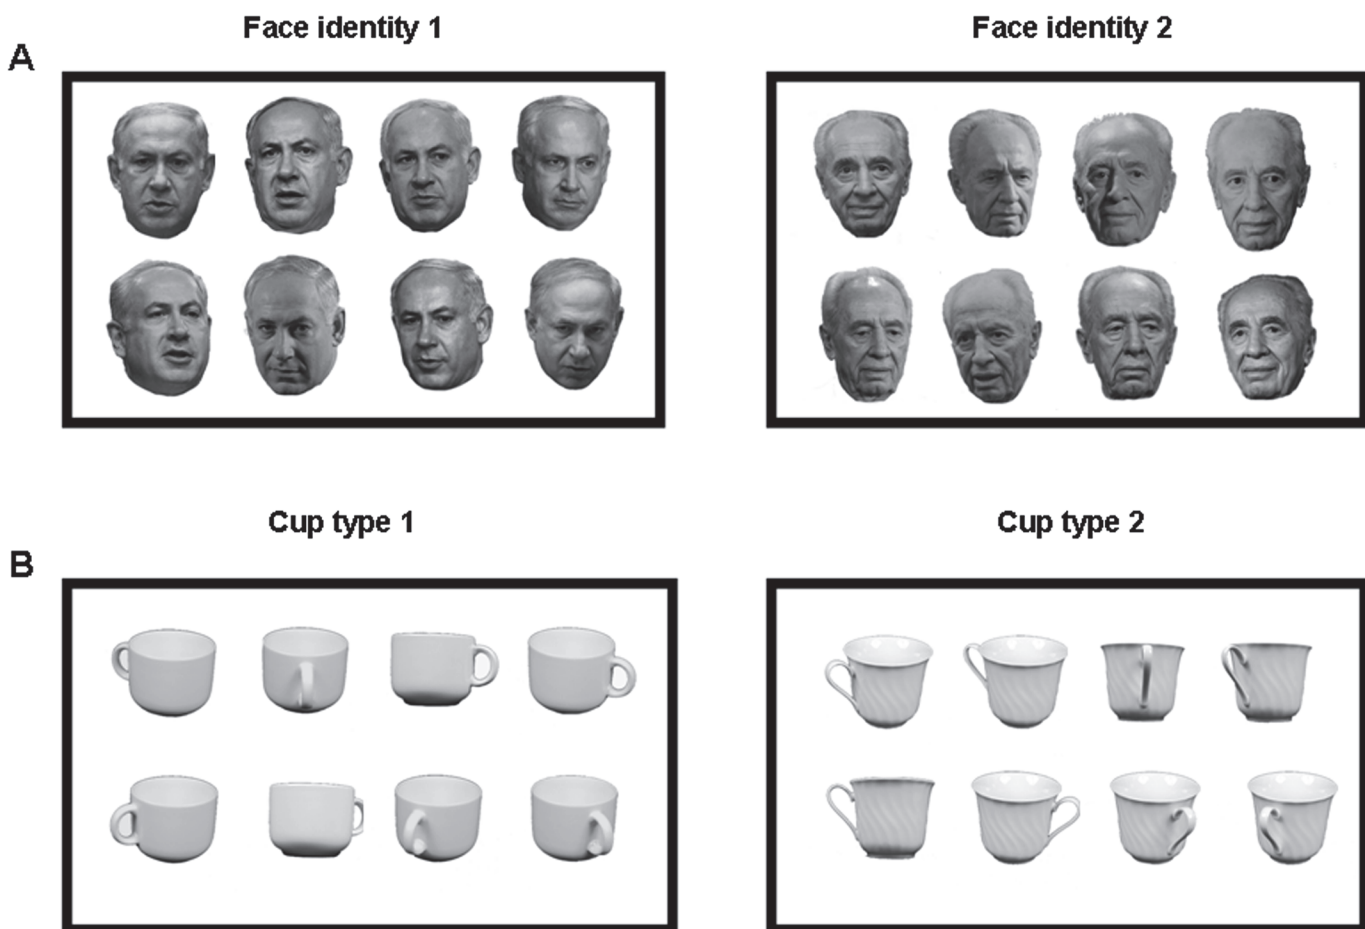 Face identity 1
Face identity 2
A
Cup type 1
Cup type 2
B